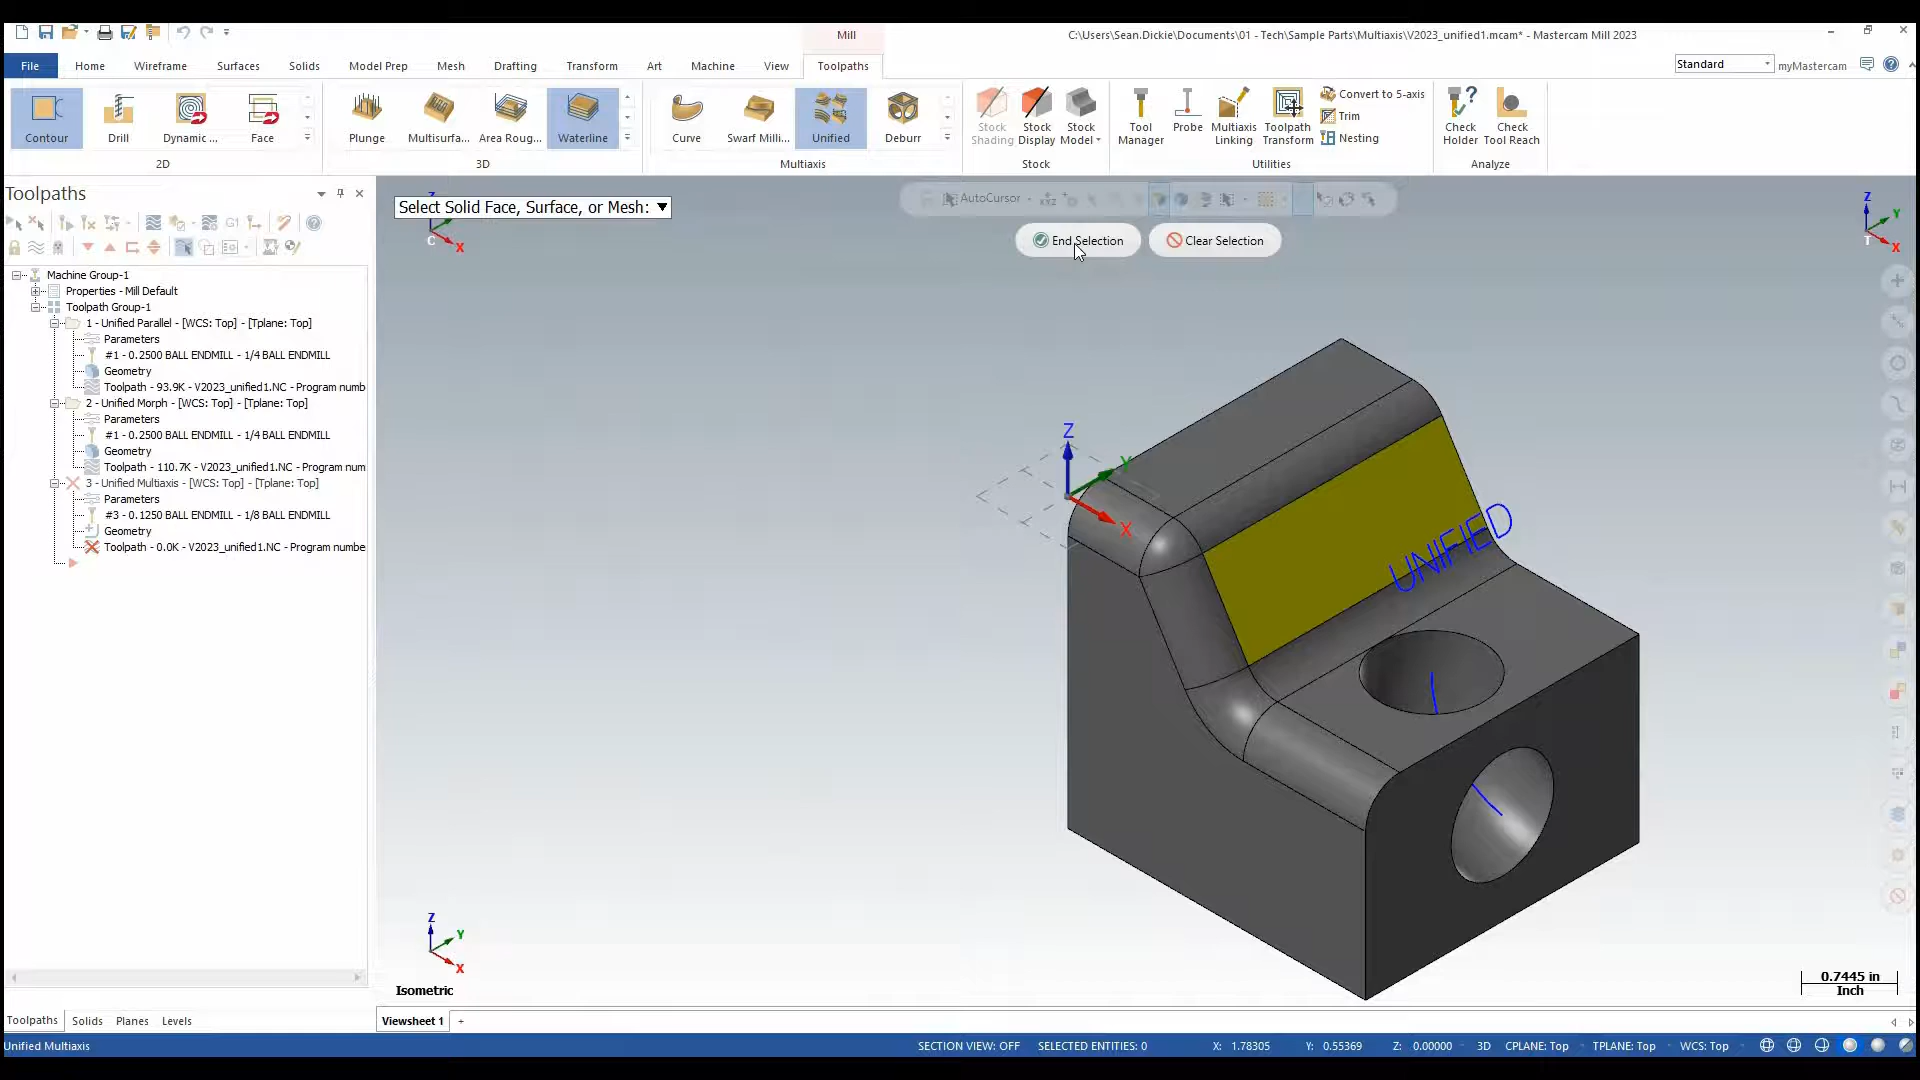 Mill
C:\Users\Sean.Dickie\Documents\01 - Tech\Sample Parts\Multiaxis\V2023_unified1.mcam* - Mastercam Mill 2023
File Home Wireframe Surfaces Solids Model Prep Mesh Drafting Transform Art Machine View Toolpaths
Standard
myMastercam
Contour Drill Dynamic ... Face
2D
Plunge Multisurfa... Area Roug... Waterline
3D
Curve Swarf Milli... Unified Deburr
Multiaxis
Stock Shading
Stock Display
Stock Model
Stock
Tool Manager
Probe
Multiaxis Linking
Toolpath Transform
Convert to 5-axis
Trim
Nesting
Utilities
Check Holder
Check Tool Reach
Analyze
Toolpaths
G1
Machine Group-1
Properties - Mill Default
Toolpath Group-1
1 - Unified Parallel - [WCS: Top] - [Tplane: Top]
Parameters
#1 - 0.2500 BALL ENDMILL - 1/4 BALL ENDMILL
Geometry
Toolpath - 93.9K - V2023_unified1.NC - Program numb
2 - Unified Morph - [WCS: Top] - [Tplane: Top]
Parameters
#1 - 0.2500 BALL ENDMILL - 1/4 BALL ENDMILL
Geometry
Toolpath - 110.7K - V2023_unified1.NC - Program num
3 - Unified Multiaxis - [WCS: Top] - [Tplane: Top]
Parameters
#3 - 0.1250 BALL ENDMILL - 1/8 BALL ENDMILL
Geometry
Toolpath - 0.0K - V2023_unified1.NC - Program numbe
Select Solid Face, Surface, or Mesh:
AutoCursor
End Selection
Clear Selection
Z
C
X
Z
Y
T
X
Z
Y
X
UNIFIED
Z
Y
X
Isometric
0.7445 in
Inch
Toolpaths Solids Planes Levels
Viewsheet 1 +
Unified Multiaxis
SECTION VIEW: OFF SELECTED ENTITIES: 0 X: 1.78305 Y: 0.55369 Z: 0.00000 3D CPLANE: Top TPLANE: Top WCS: Top